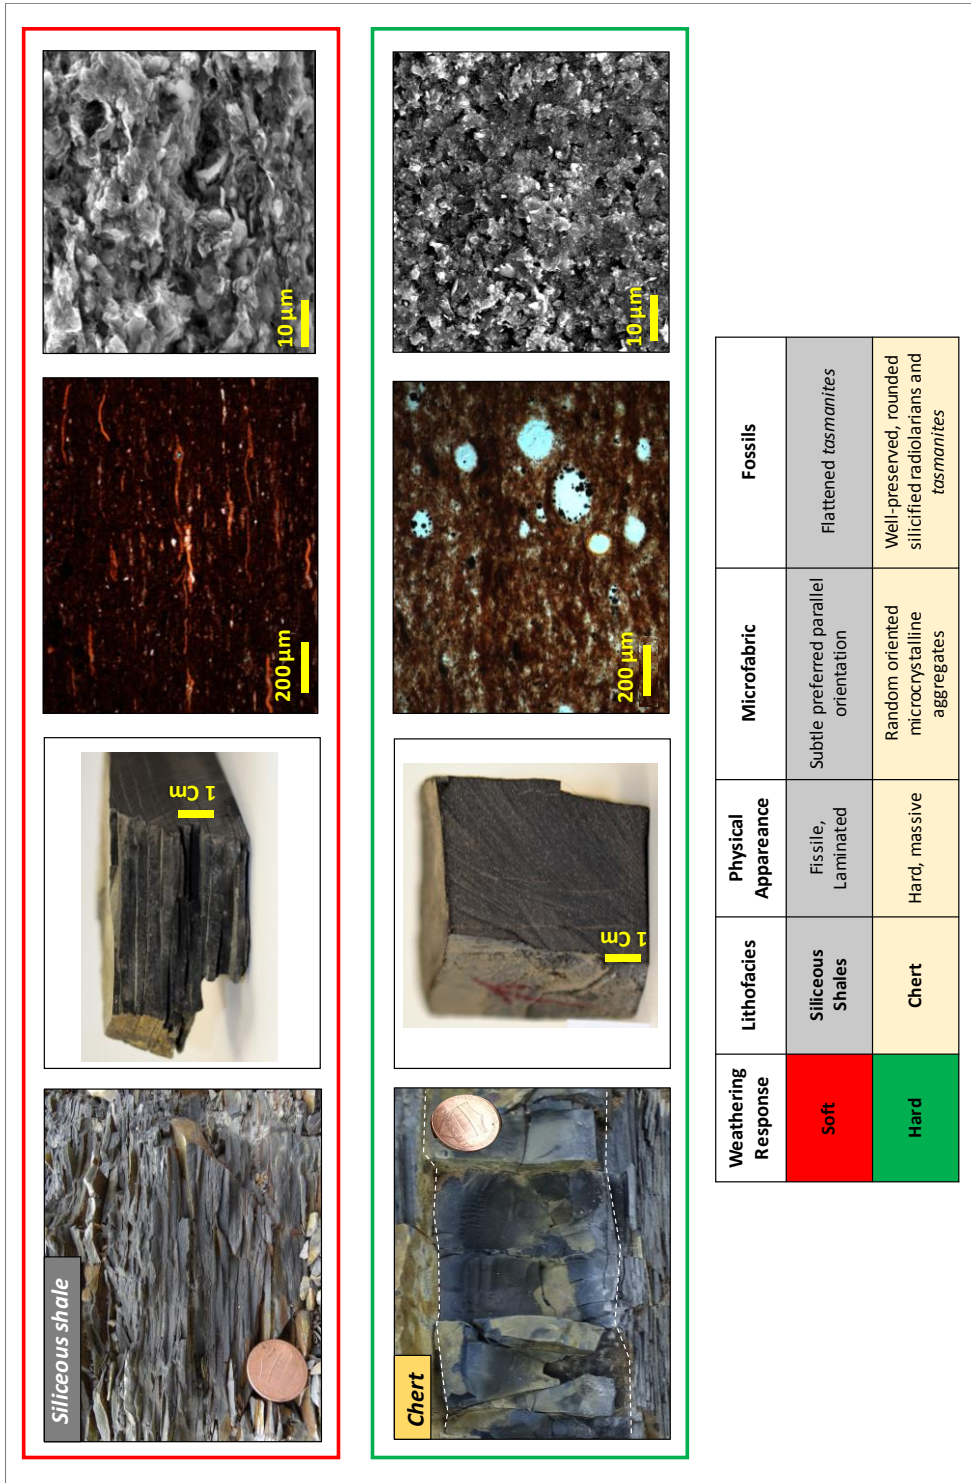 Siliceous shale
1 Cm
200 µm
10 µm
Chert
1 Cm
200 µm
10 µm
Weathering Response
Lithofacies
Physical Appareance
Microfabric
Fossils
Soft
Siliceous Shales
Fissile, Laminated
Subtle preferred parallel orientation
Flattened tasmanites
Hard
Chert
Hard, massive
Random oriented microcrystalline aggregates
Well-preserved, rounded silicified radiolarians and tasmanites